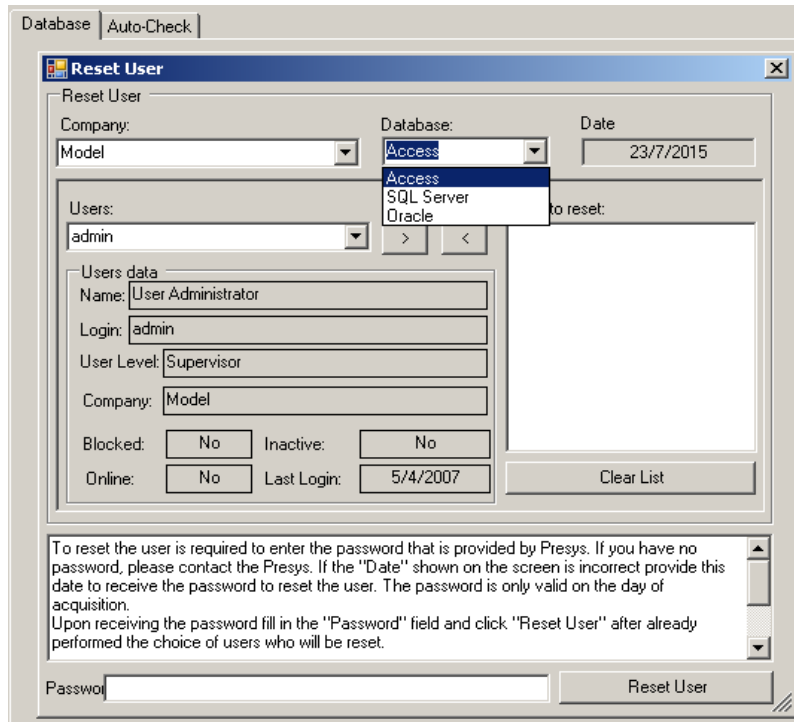 Database Auto-Check
Reset User
Reset User
Company: Database: Date
Model Access 23/7/2015
Access
SQL Server
Oracle
Users: to reset:
admin > <
Users data
Name: User Administrator
Login: admin
User Level: Supervisor
Company: Model
Blocked: No Inactive: No
Online: No Last Login: 5/4/2007
Clear List
To reset the user is required to enter the password that is provided by Presys. If you have no
password, please contact the Presys. If the "Date" shown on the screen is incorrect provide this
date to receive the password to reset the user. The password is only valid on the day of
acquisition.
Upon receiving the password fill in the "Password" field and click "Reset User" after already
performed the choice of users who will be reset.
Passwo Reset User